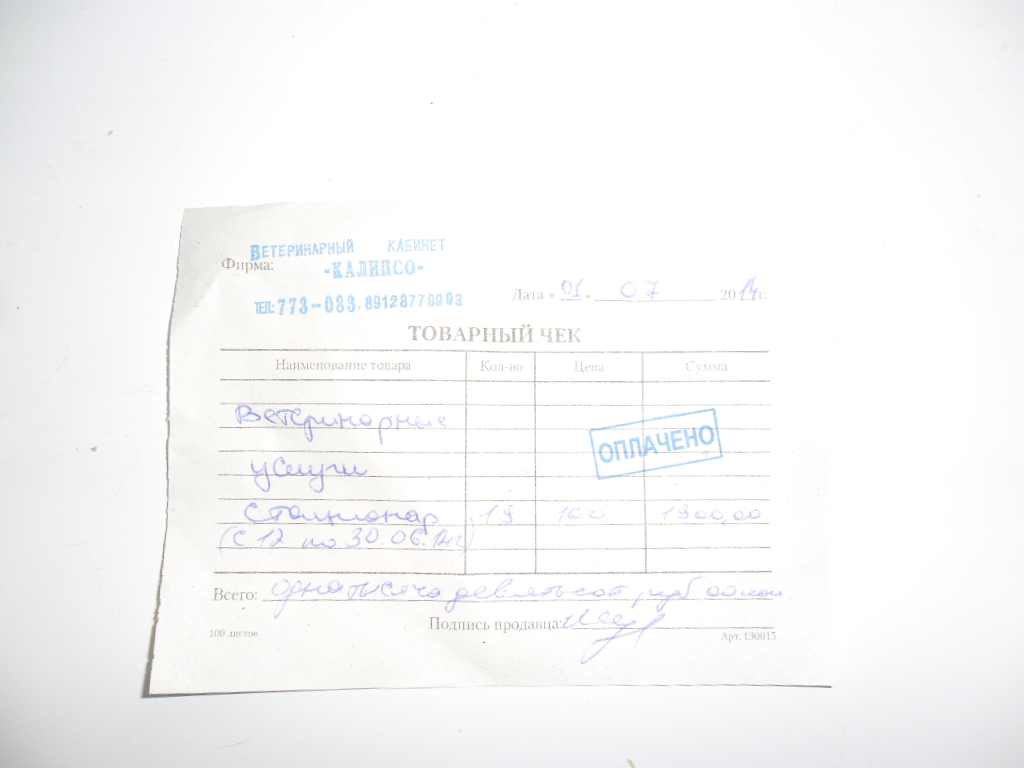 ВЕТЕРИНАРНЫЙ КАБИНЕТ
Фирма: «КАЛИПСО»
ТЕЛ.: 773-083. 89128779993
Дата «01» 07 2014г.
ТОВАРНЫЙ ЧЕК
Наименование товара Кол-во Цена Сумма
Ветеринарные
ОПЛАЧЕНО
услуги
Стационар 19 100 1900,00
(с 12 по 30.06.14г)
Всего: одна тысяча девятьсот руб 00 коп
Подпись продавца:
100 листов Арт. 130015